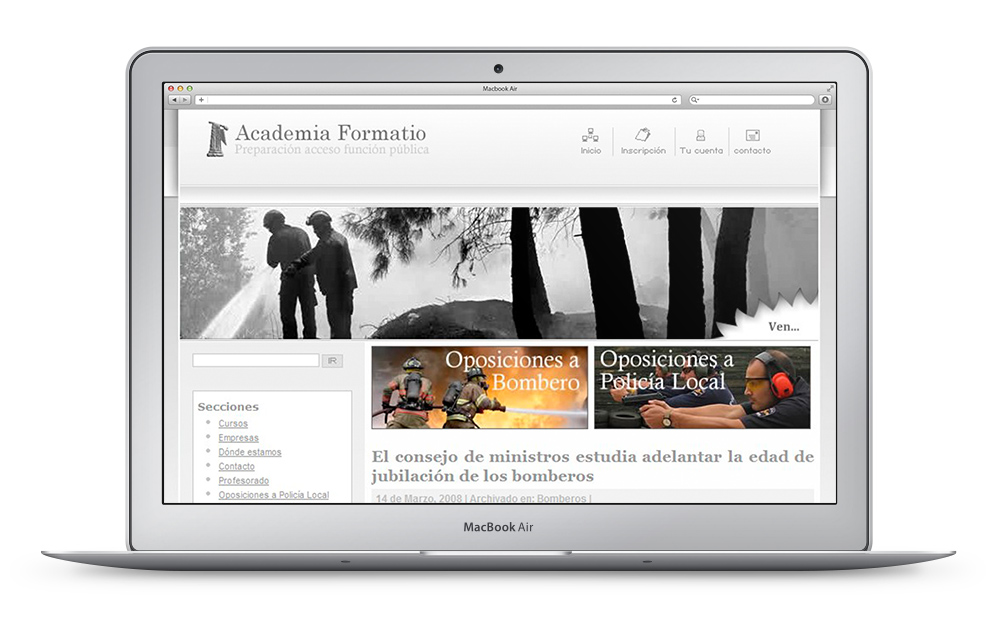 Macbook Air
Academia Formatio
Preparación acceso función pública
Inicio
Inscripción
Tu cuenta
contacto
Ven...
IR
Oposiciones a
Bombero
Oposiciones a
Policía Local
Secciones
Cursos
Empresas
Dónde estamos
Contacto
Profesorado
Oposiciones a Policía Local
El consejo de ministros estudia adelantar la edad de
jubilación de los bomberos
14 de Marzo, 2008 | Archivado en: Bomberos |
MacBook Air